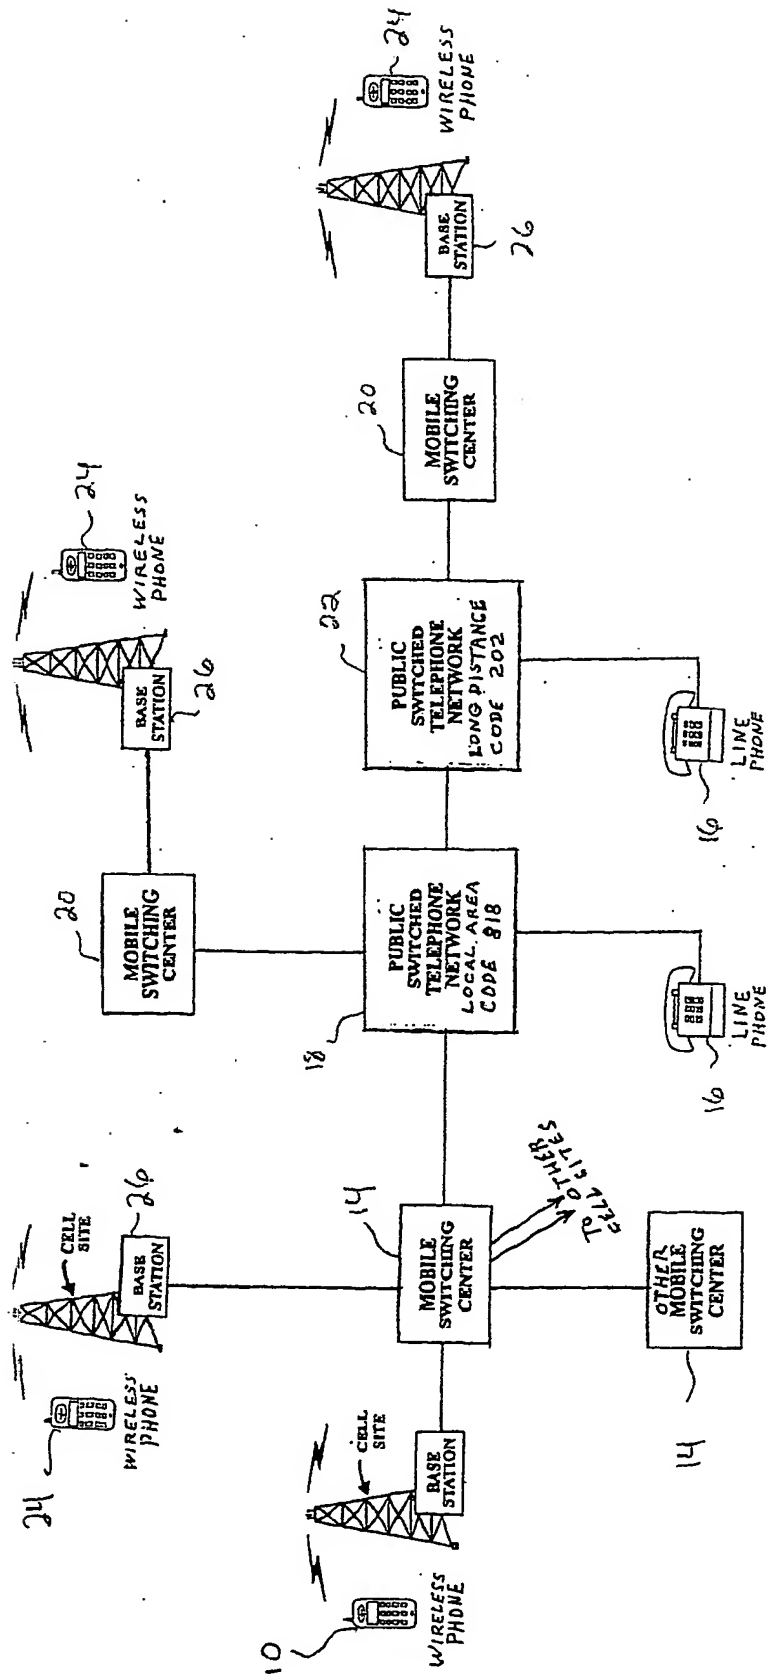 24
WIRELESS
PHONE
CELL
SITE
BASE
STATION
26
10
WIRELESS
PHONE
CELL
SITE
BASE
STATION
14
MOBILE
SWITCHING
CENTER
TO OTHER
CELL SITES
14
OTHER
MOBILE
SWITCHING
CENTER
20
MOBILE
SWITCHING
CENTER
BASE
STATION
26
24
WIRELESS
PHONE
18
PUBLIC
SWITCHED
TELEPHONE
NETWORK
LOCAL AREA
CODE 818
16
LINE
PHONE
22
PUBLIC
SWITCHED
TELEPHONE
NETWORK
LONG DISTANCE
CODE 202
16
LINE
PHONE
20
MOBILE
SWITCHING
CENTER
BASE
STATION
26
24
WIRELESS
PHONE